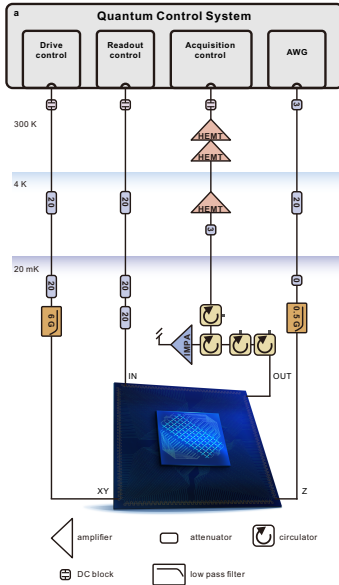 a
Quantum Control System
Drive
control
Readout
control
Acquisition
control
AWG
3
300 K
HEMT
HEMT
4 K
20
20
HEMT
20
3
20 mK
20
20
0
20
6 G
IMPA
0.5 G
IN
OUT
XY
Z
amplifier
attenuator
circulator
DC block
low pass filter